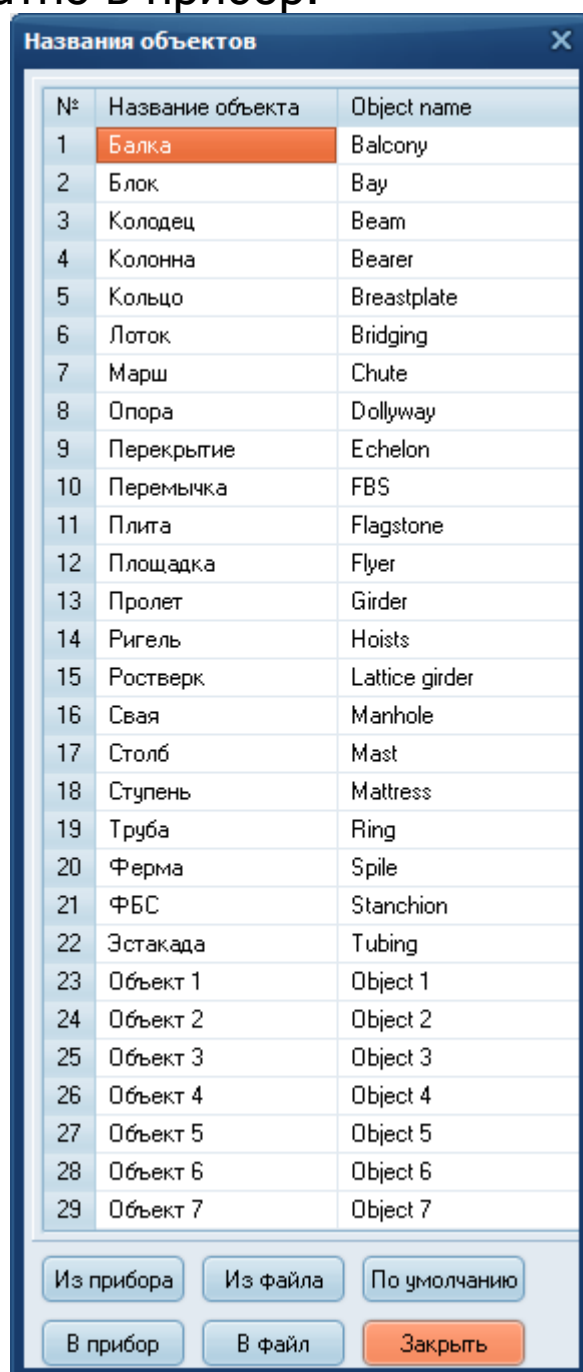 в прибор.
Названия объектов
№ Название объекта Object name
1 Балка Balcony
2 Блок Bay
3 Колодец Beam
4 Колонна Bearer
5 Кольцо Breastplate
6 Лоток Bridging
7 Марш Chute
8 Опора Dollyway
9 Перекрытие Echelon
10 Перемычка FBS
11 Плита Flagstone
12 Площадка Flyer
13 Пролет Girder
14 Ригель Hoists
15 Ростверк Lattice girder
16 Свая Manhole
17 Столб Mast
18 Ступень Mattress
19 Труба Ring
20 Ферма Spile
21 ФБС Stanchion
22 Эстакада Tubing
23 Объект 1 Object 1
24 Объект 2 Object 2
25 Объект 3 Object 3
26 Объект 4 Object 4
27 Объект 5 Object 5
28 Объект 6 Object 6
29 Объект 7 Object 7
Из прибора Из файла По умолчанию
В прибор В файл Закрыть